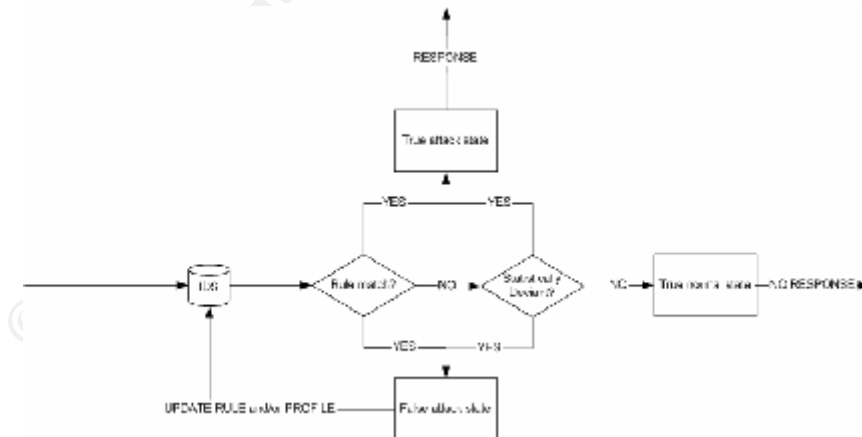 RESPONSE
True attack state
YES
YES
IDS
Rule match?
NO
Statistically
Deviant?
NO
True normal state
NO RESPONSE
YES
YES
UPDATE RULE and/or PROFILE
False attack state